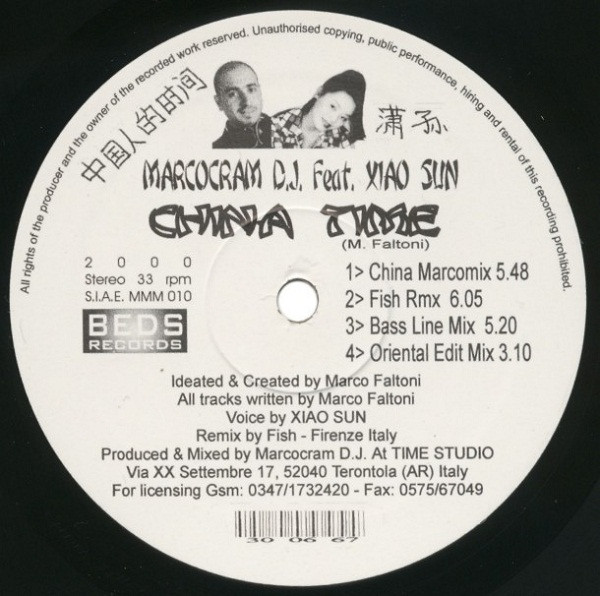 All rights of the producer and the owner of the recorded work reserved. Unauthorised copying, public performance, hiring and rental of this recording prohibited.
中国人的时间
潇孙
MARCOCRAM D.J. Feat. XIAO SUN
CHINA TIME
(M. Faltoni)
2 0 0 0
Stereo 33 rpm
S.I.A.E. MMM 010
BEDS
RECORDS
1> China Marcomix 5.48
2> Fish Rmx 6.05
3> Bass Line Mix 5.20
4> Oriental Edit Mix 3.10
Ideated & Created by Marco Faltoni
All tracks written by Marco Faltoni
Voice by XIAO SUN
Remix by Fish - Firenze Italy
Produced & Mixed by Marcocram D.J. At TIME STUDIO
Via XX Settembre 17, 52040 Terontola (AR) Italy
For licensing Gsm: 0347/1732420 - Fax: 0575/67049
30 06 67